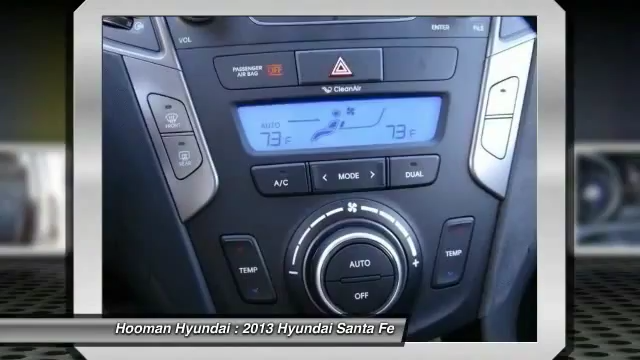 VOL
ENTER
FILE
PASSENGER
AIR BAG
OFF
CleanAir
AUTO
73 F
73 F
FRONT
REAR
A/C
< MODE >
DUAL
TEMP
AUTO
OFF
TEMP
− +
Hooman Hyundai : 2013 Hyundai Santa Fe